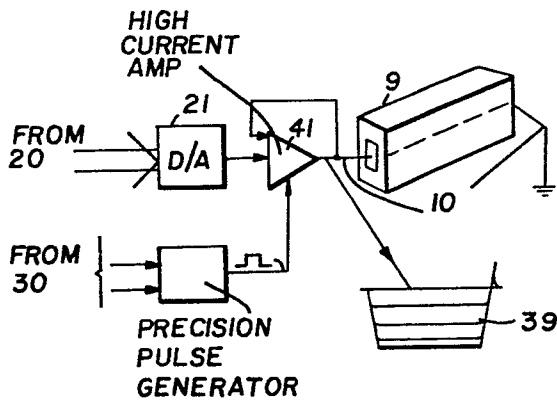 HIGH
CURRENT
AMP
9
21
41
FROM
20
D/A
10
FROM
30
39
PRECISION
PULSE
GENERATOR